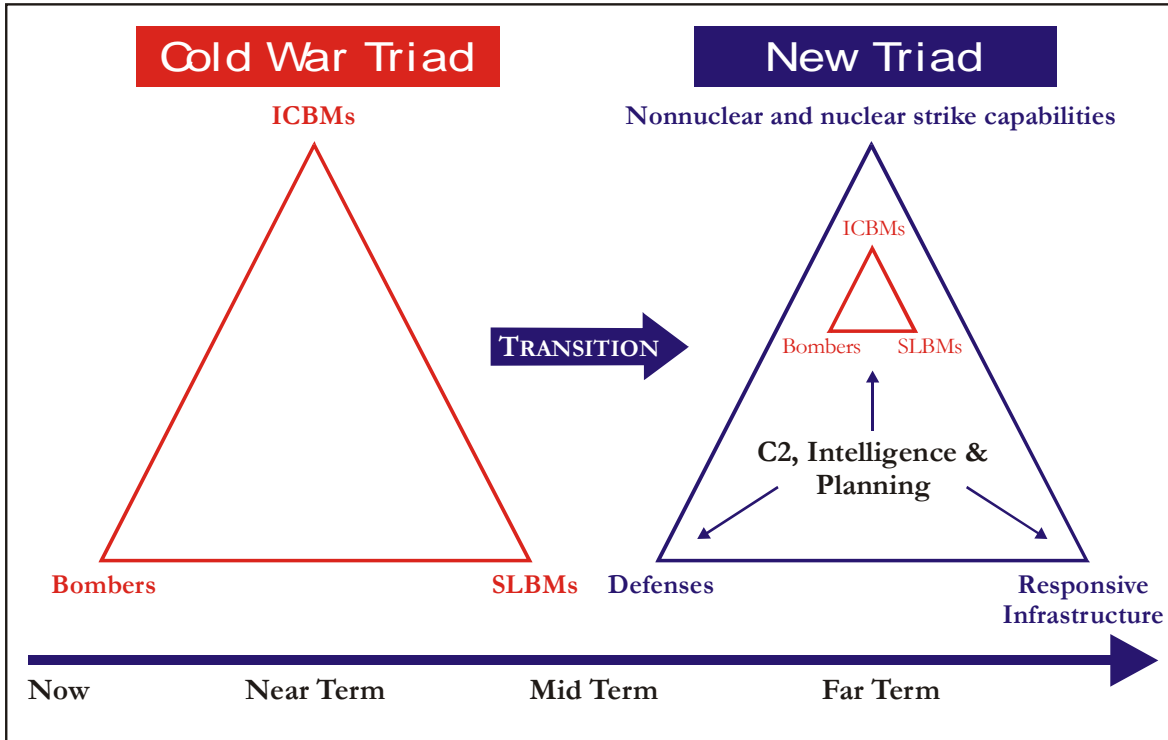 Cold War Triad
New Triad
ICBMs
Nonnuclear and nuclear strike capabilities
ICBMs
TRANSITION
Bombers
SLBMs
C2, Intelligence &
Planning
Bombers
SLBMs
Defenses
Responsive
Infrastructure
Now
Near Term
Mid Term
Far Term